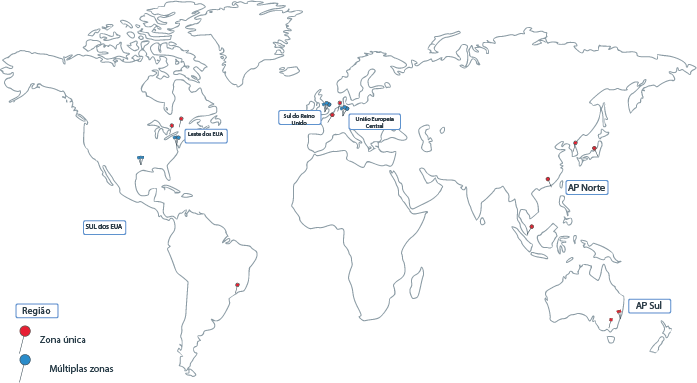 Sul do Reino
Unido
União Europeia
Central
Leste dos EUA
AP Norte
SUL dos EUA
AP Sul
Região
Zona única
Múltiplas zonas